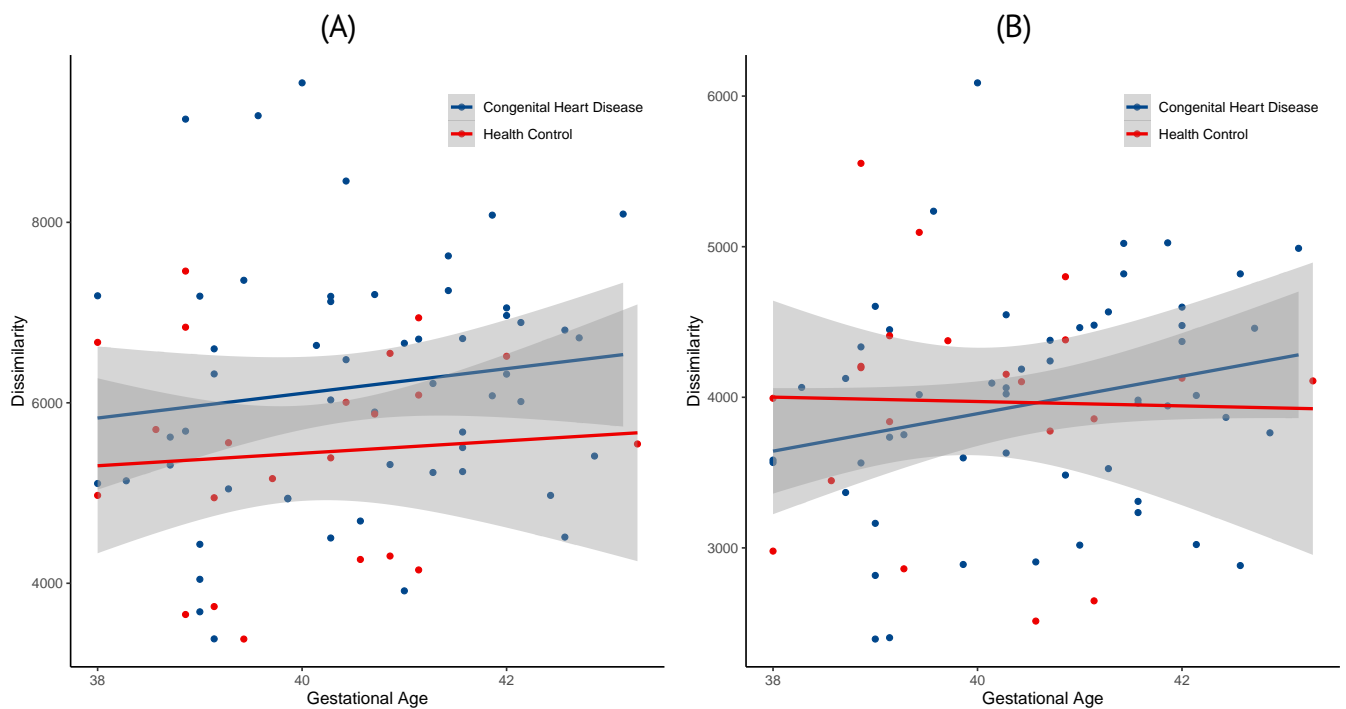 (A)
Congenital Heart Disease
Health Control
8000
6000
4000
Dissimilarity
38
40
42
Gestational Age
(B)
Congenital Heart Disease
Health Control
6000
5000
4000
3000
Dissimilarity
38
40
42
Gestational Age